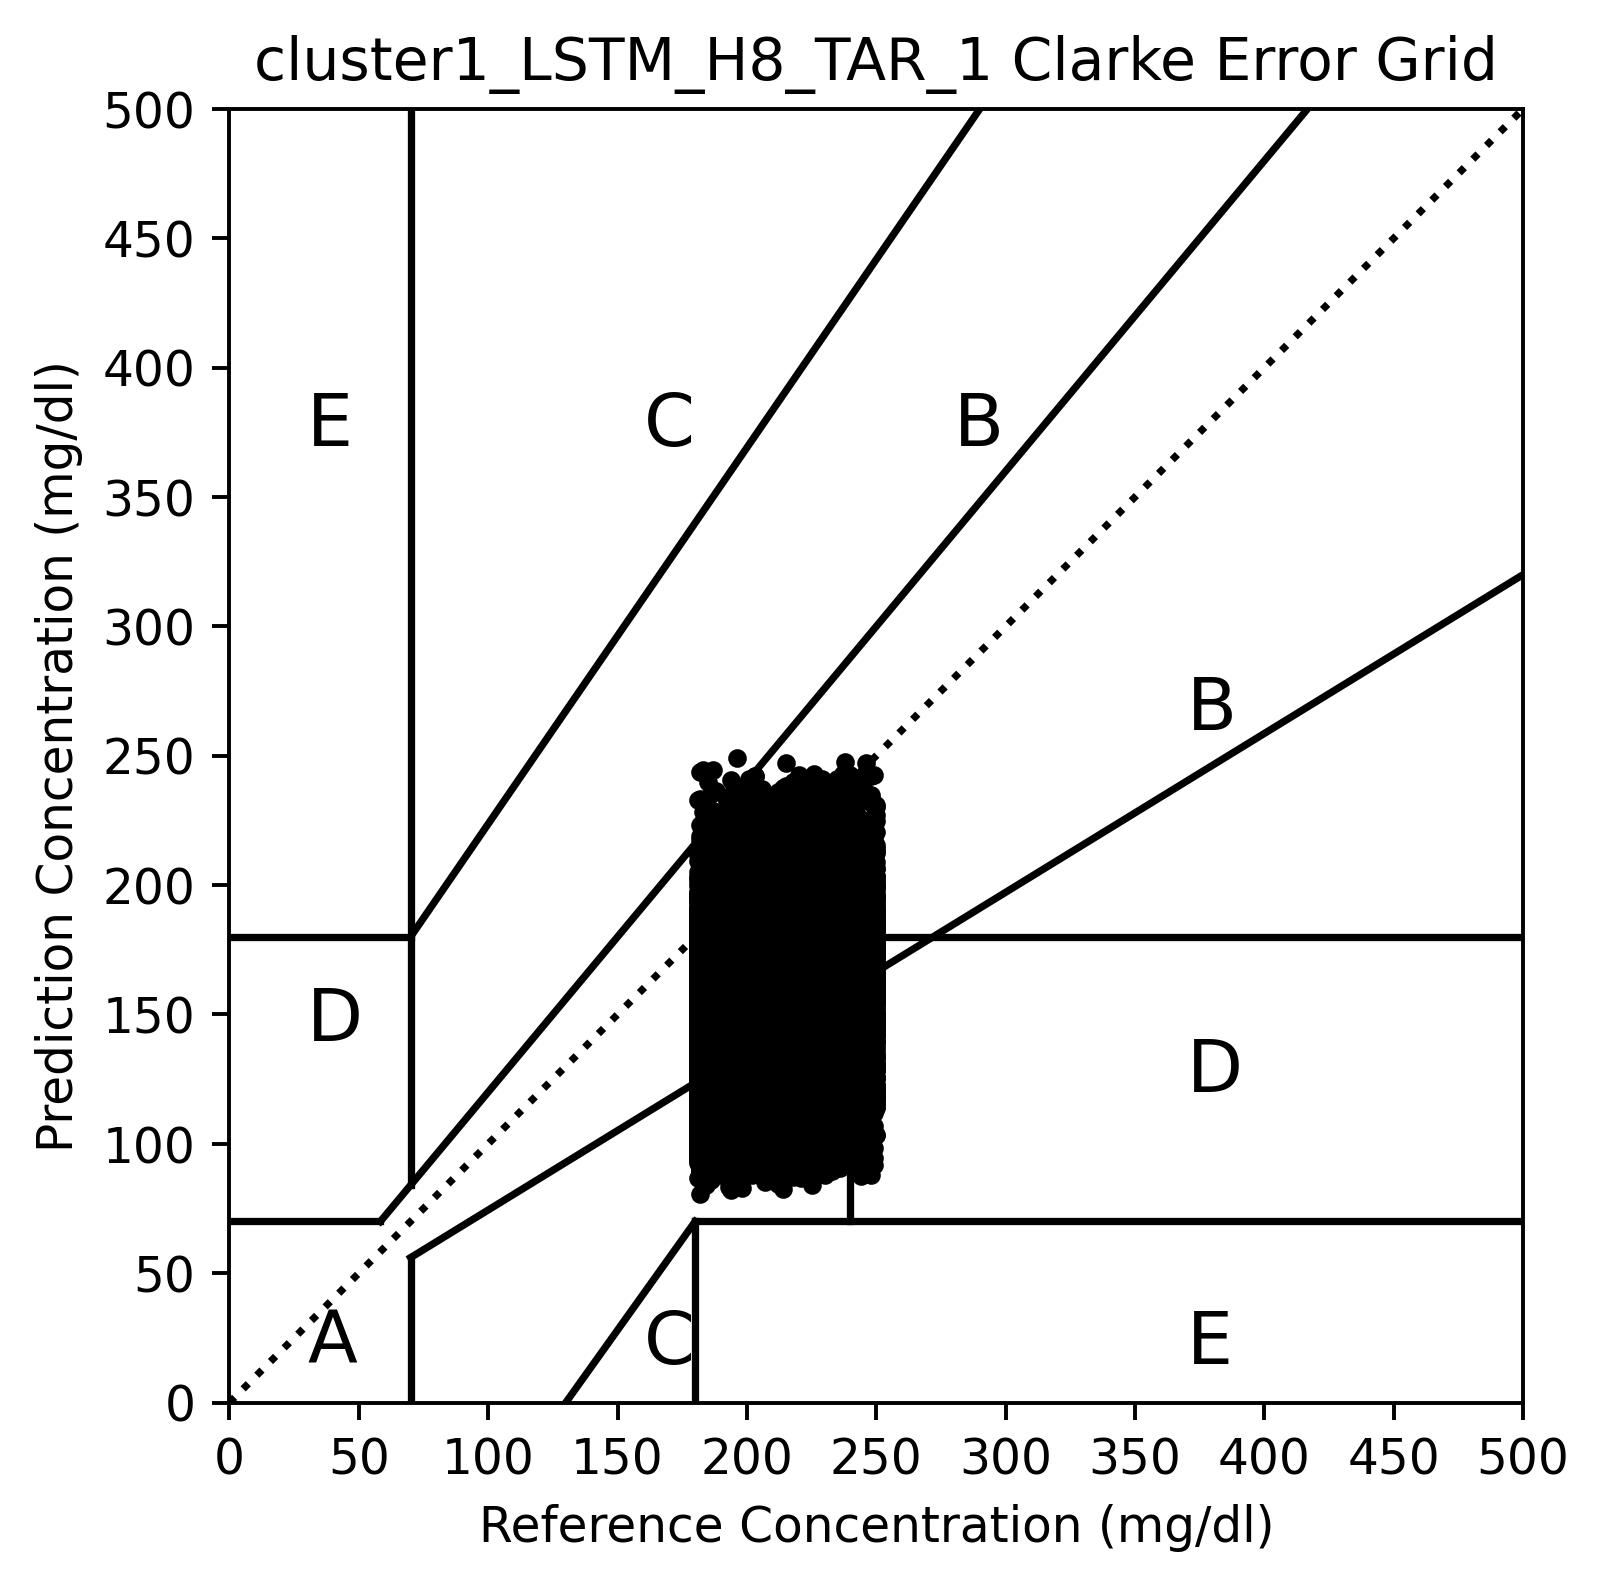 cluster1_LSTM_H8_TAR_1 Clarke Error Grid
Prediction Concentration (mg/dl)
500
450
400
350
300
250
200
150
100
50
0
E
C
B
B
D
D
A
C
E
0 50 100 150 200 250 300 350 400 450 500
Reference Concentration (mg/dl)